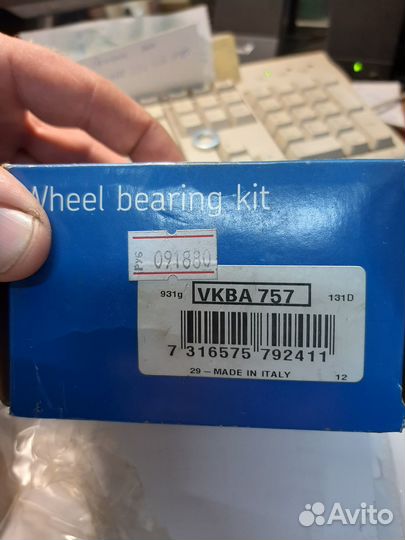 Wheel bearing kit
Руб 091880
931g VKBA 757 131D
7 316575 792411
29 – MADE IN ITALY 12
Avito